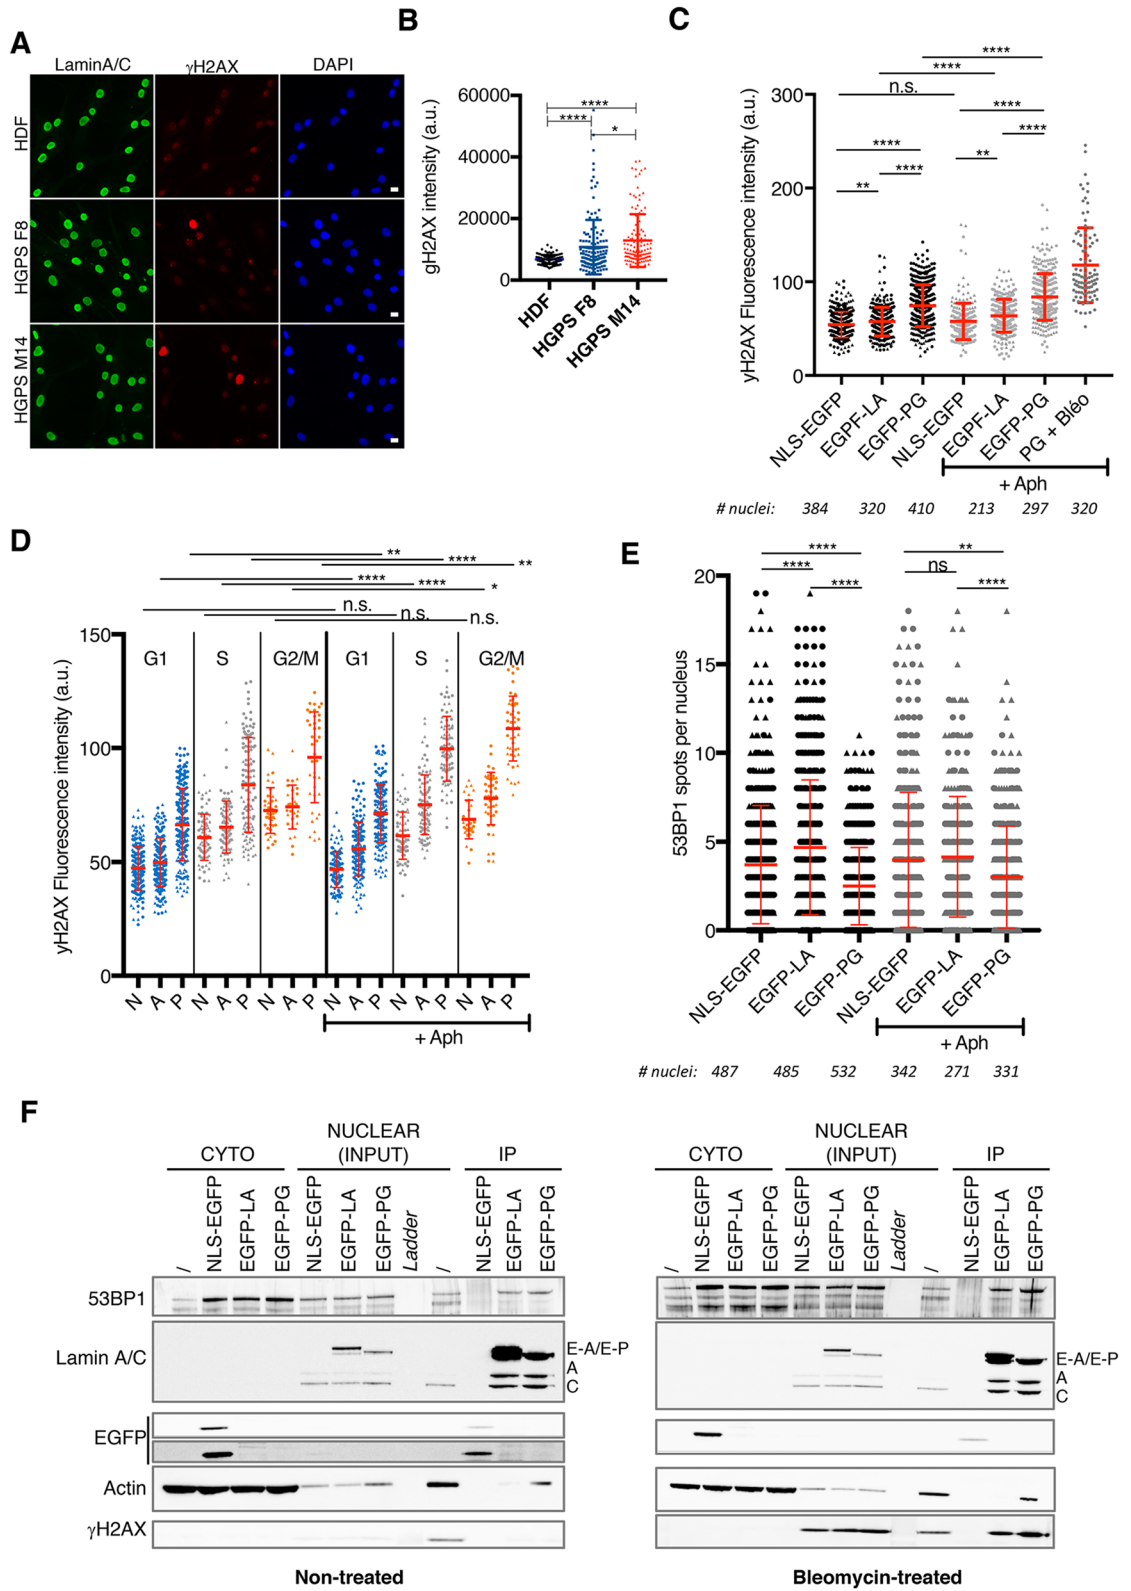 A
LaminA/C
γH2AX
DAPI
HDF
HGPS F8
HGPS M14
B
gH2AX intensity (a.u.)
60000
40000
20000
0
****
****
*
HDF
HGPS F8
HGPS M14
C
γH2AX Fluorescence intensity (a.u.)
300
200
100
0
****
****
n.s.
****
****
****
****
**
**
NLS-EGFP
EGPF-LA
EGFP-PG
NLS-EGFP
EGPF-LA
EGFP-PG
PG + Bléo
+ Aph
# nuclei: 384 320 410 213 297 320
D
yH2AX Fluorescence intensity (a.u.)
150
100
50
0
**
****
**
****
****
*
n.s.
n.s.
n.s.
G1 S G2/M G1 S G2/M
N A P N A P N A P N A P N A P N A P
+ Aph
E
53BP1 spots per nucleus
20
15
10
5
0
****
****
****
**
ns
****
NLS-EGFP
EGFP-LA
EGFP-PG
NLS-EGFP
EGFP-LA
EGFP-PG
+ Aph
# nuclei: 487 485 532 342 271 331
F
CYTO
NUCLEAR
(INPUT)
IP
/
NLS-EGFP
EGFP-LA
EGFP-PG
NLS-EGFP
EGFP-LA
EGFP-PG
Ladder
/
NLS-EGFP
EGFP-LA
EGFP-PG
53BP1
Lamin A/C
E-A/E-P
A
C
EGFP
Actin
γH2AX
Non-treated
CYTO
NUCLEAR
(INPUT)
IP
/
NLS-EGFP
EGFP-LA
EGFP-PG
NLS-EGFP
EGFP-LA
EGFP-PG
Ladder
/
NLS-EGFP
EGFP-LA
EGFP-PG
E-A/E-P
A
C
Bleomycin-treated